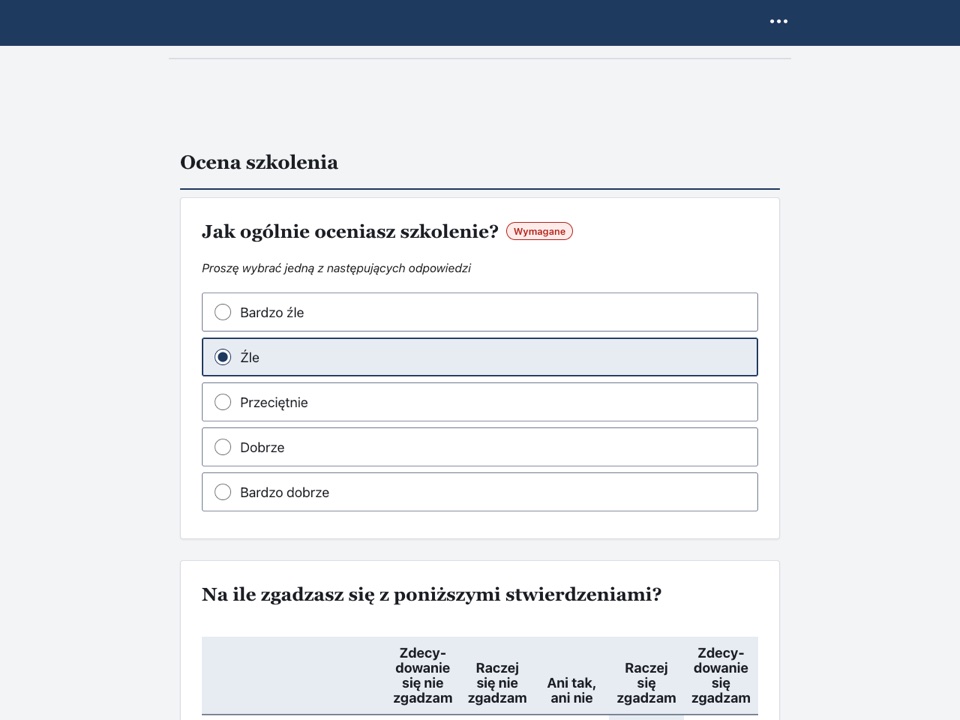 Ocena szkolenia
Jak ogólnie oceniasz szkolenie? Wymagane
Proszę wybrać jedną z następujących odpowiedzi
Bardzo źle
Źle
Przeciętnie
Dobrze
Bardzo dobrze
Na ile zgadzasz się z poniższymi stwierdzeniami?
Zdecy-
dowanie
się nie
zgadzam
Raczej
się nie
zgadzam
Ani tak,
ani nie
Raczej
się
zgadzam
Zdecy-
dowanie
się
zgadzam